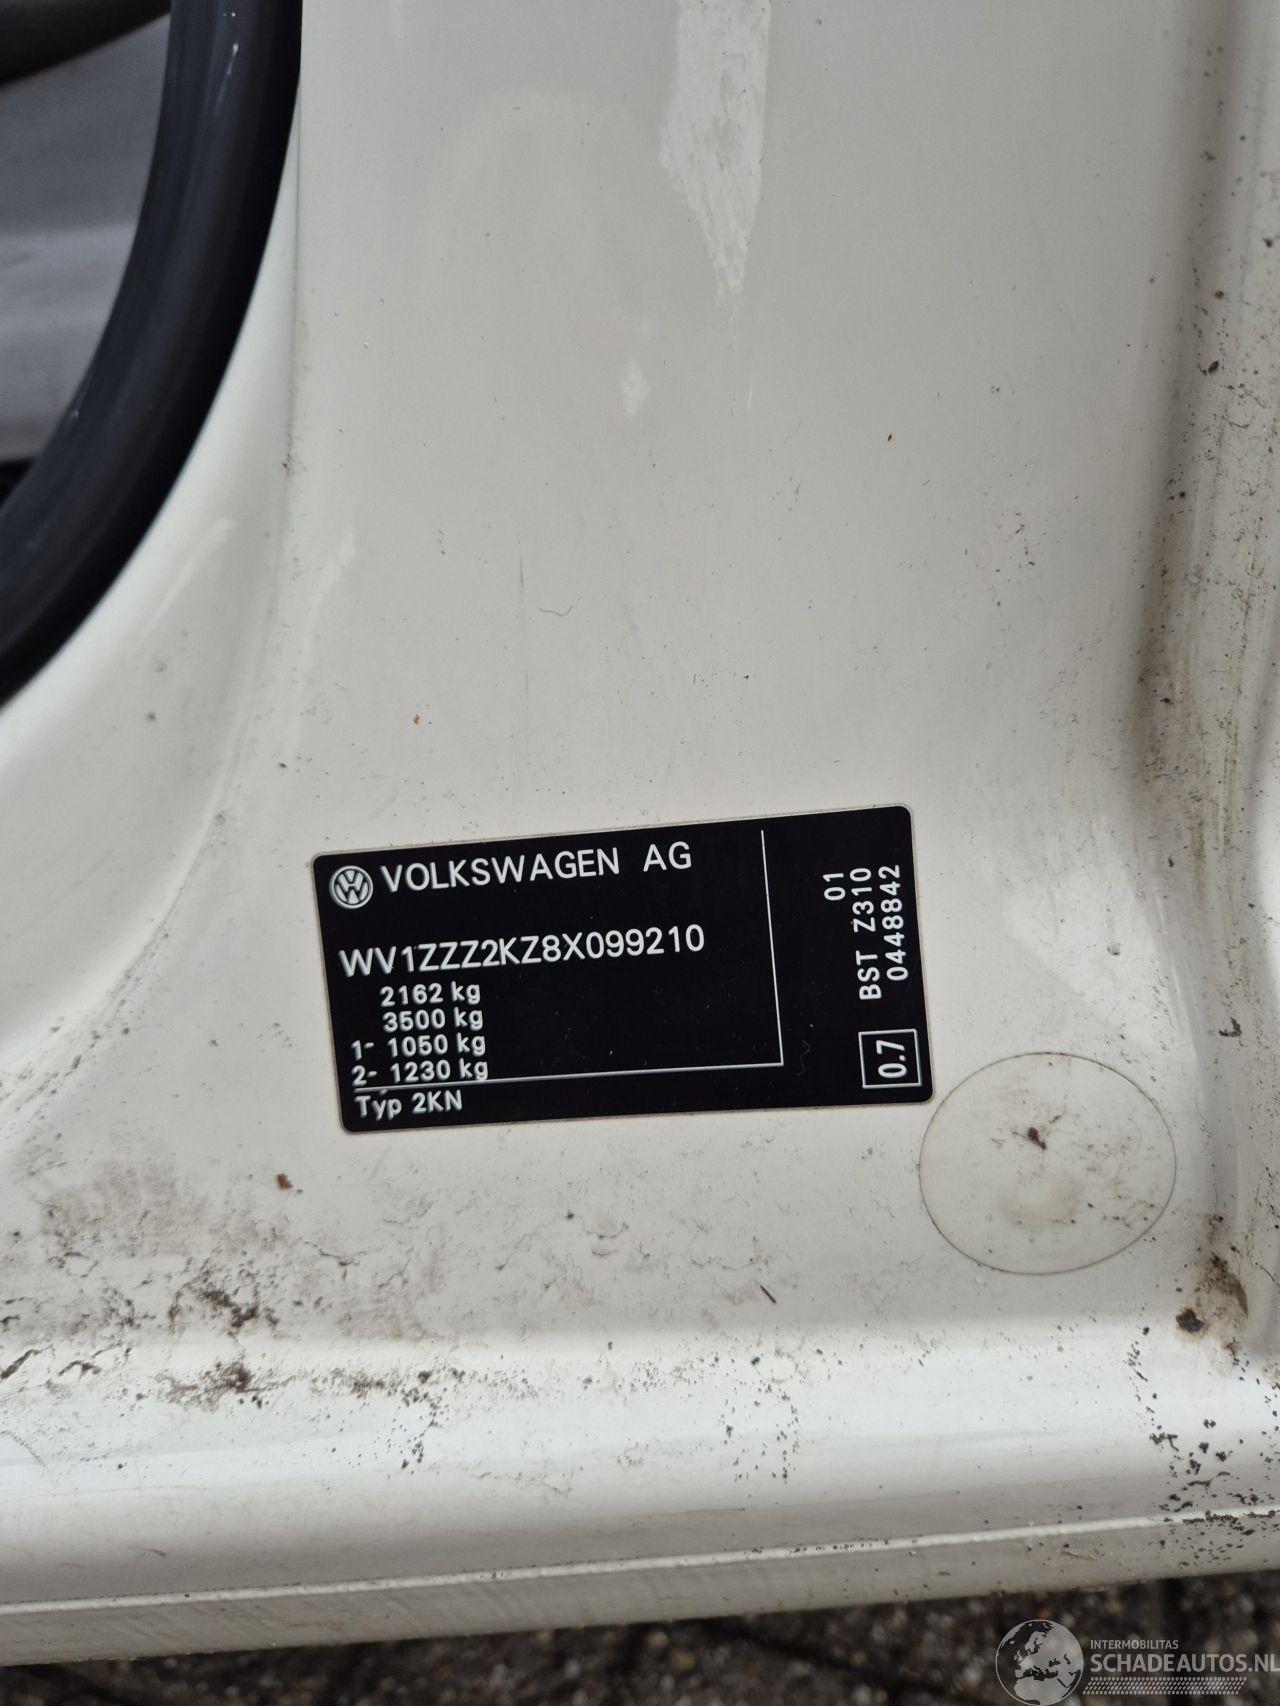 VOLKSWAGEN AG
WV1ZZZ2KZ8X099210
2162 kg
3500 kg
1- 1050 kg
2- 1230 kg
Typ 2KN
01
BST Z310
0448842
0.7
INTERMOBILITAS
SCHADEAUTOS.NL